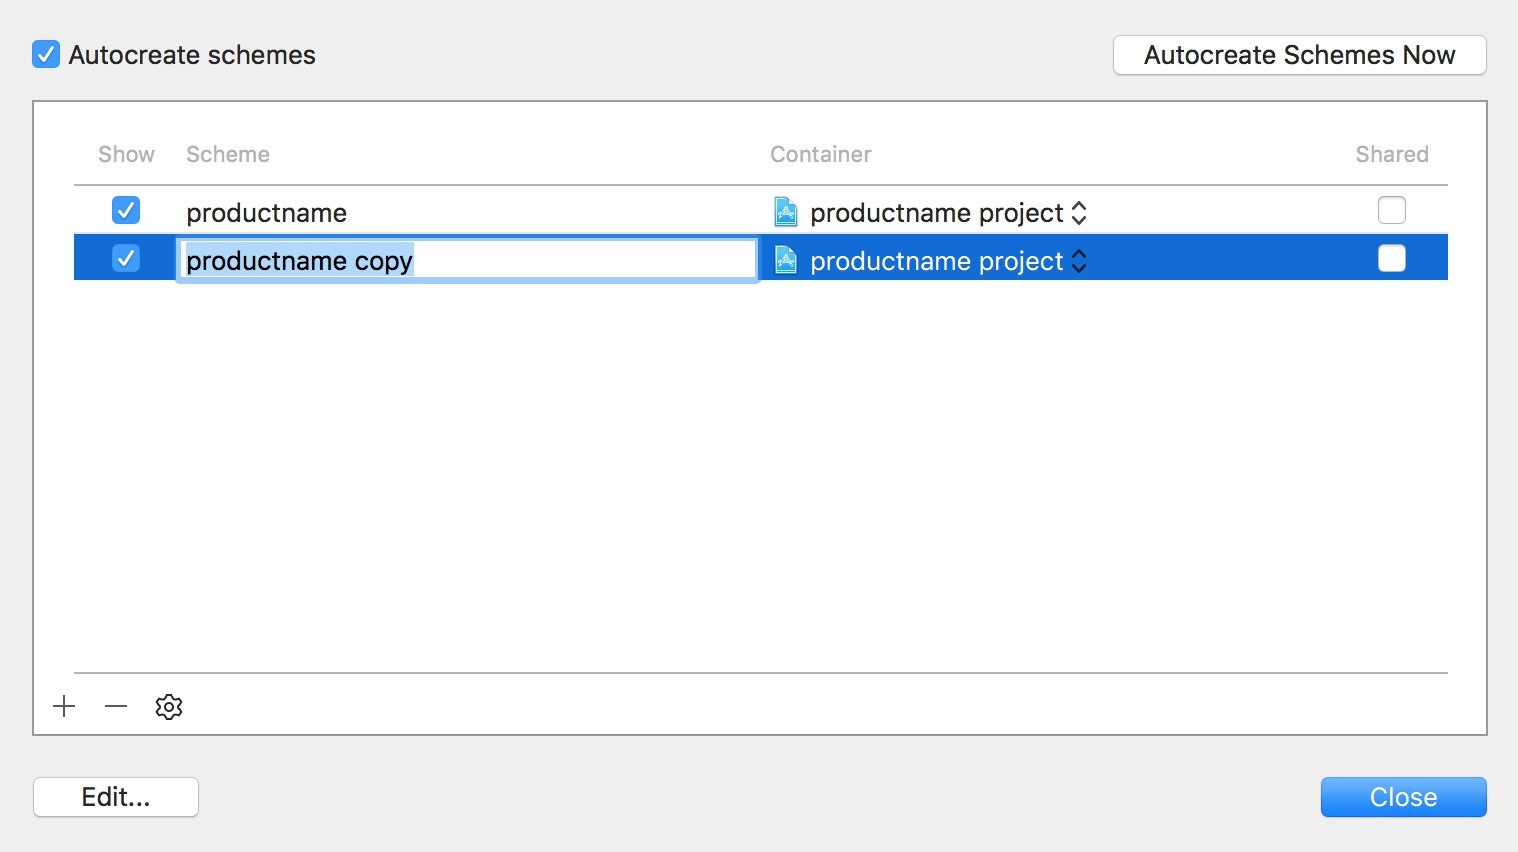 Autocreate schemes
Autocreate Schemes Now
Show Scheme Container Shared
productname productname project
productname copy productname project
Edit...
Close